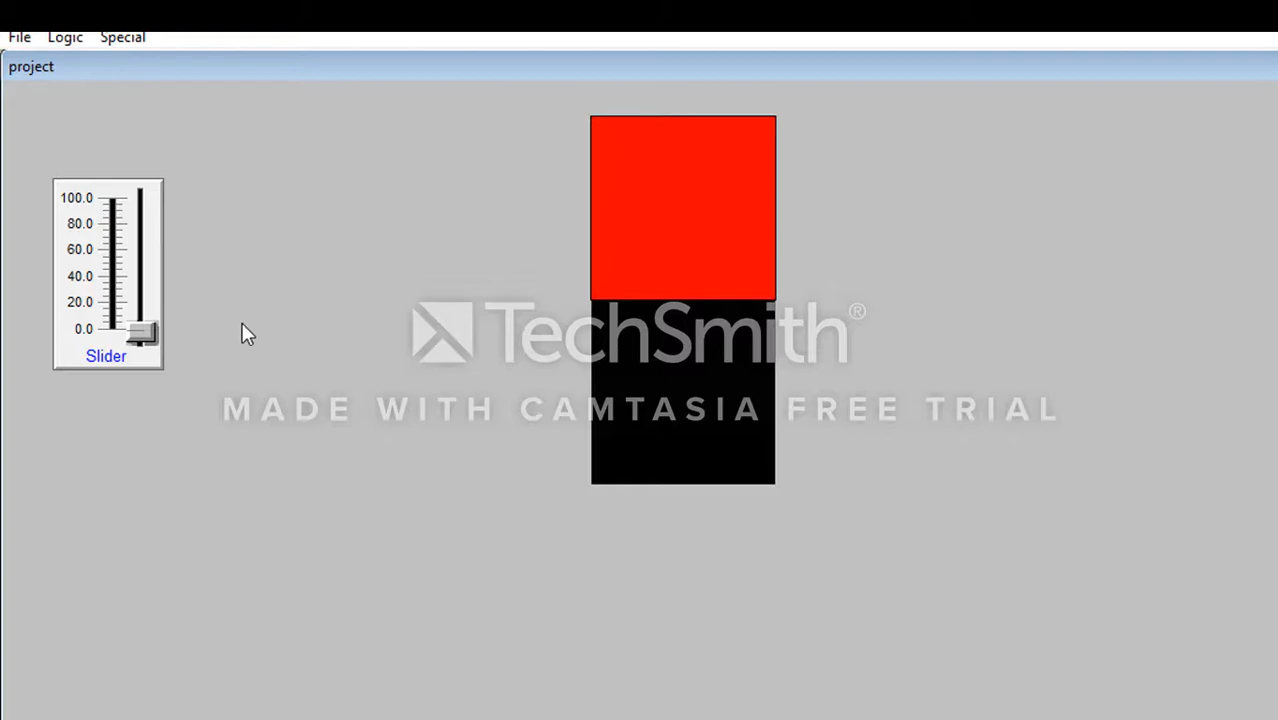 File Logic Special
project
100.0
80.0
60.0
40.0
20.0
0.0
Slider
TechSmith®
MADE WITH CAMTASIA FREE TRIAL